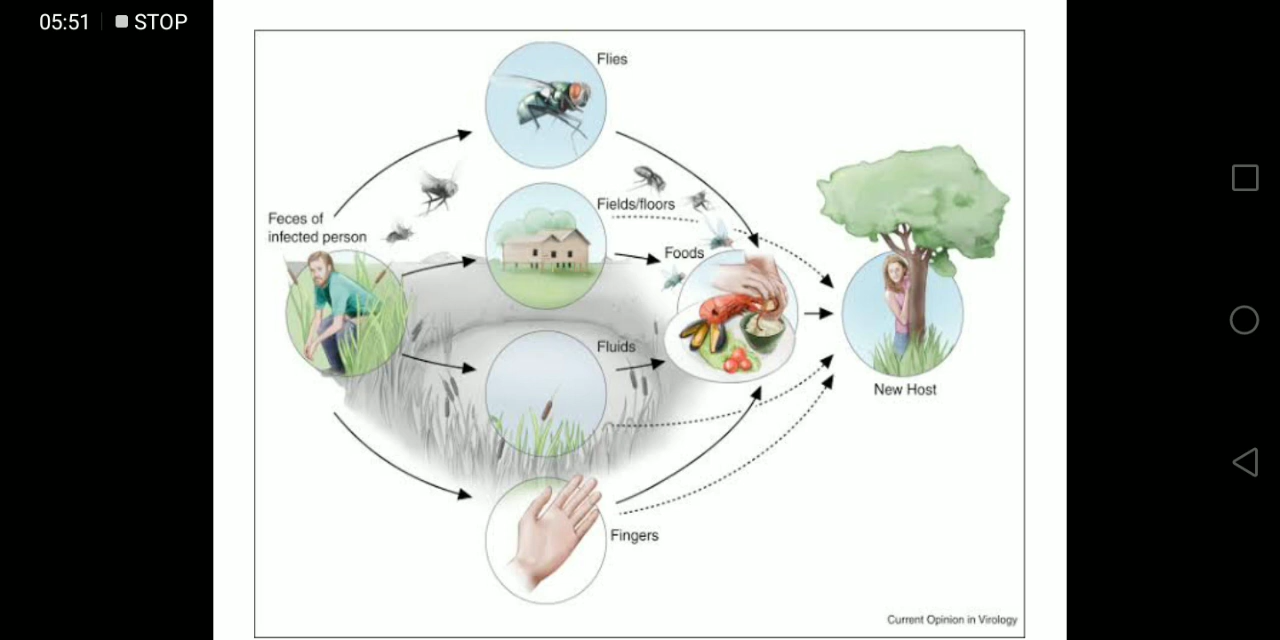 05:51 STOP
Flies
Fields/floors
Feces of
infected person
Foods
Fluids
New Host
Fingers
Current Opinion in Virology